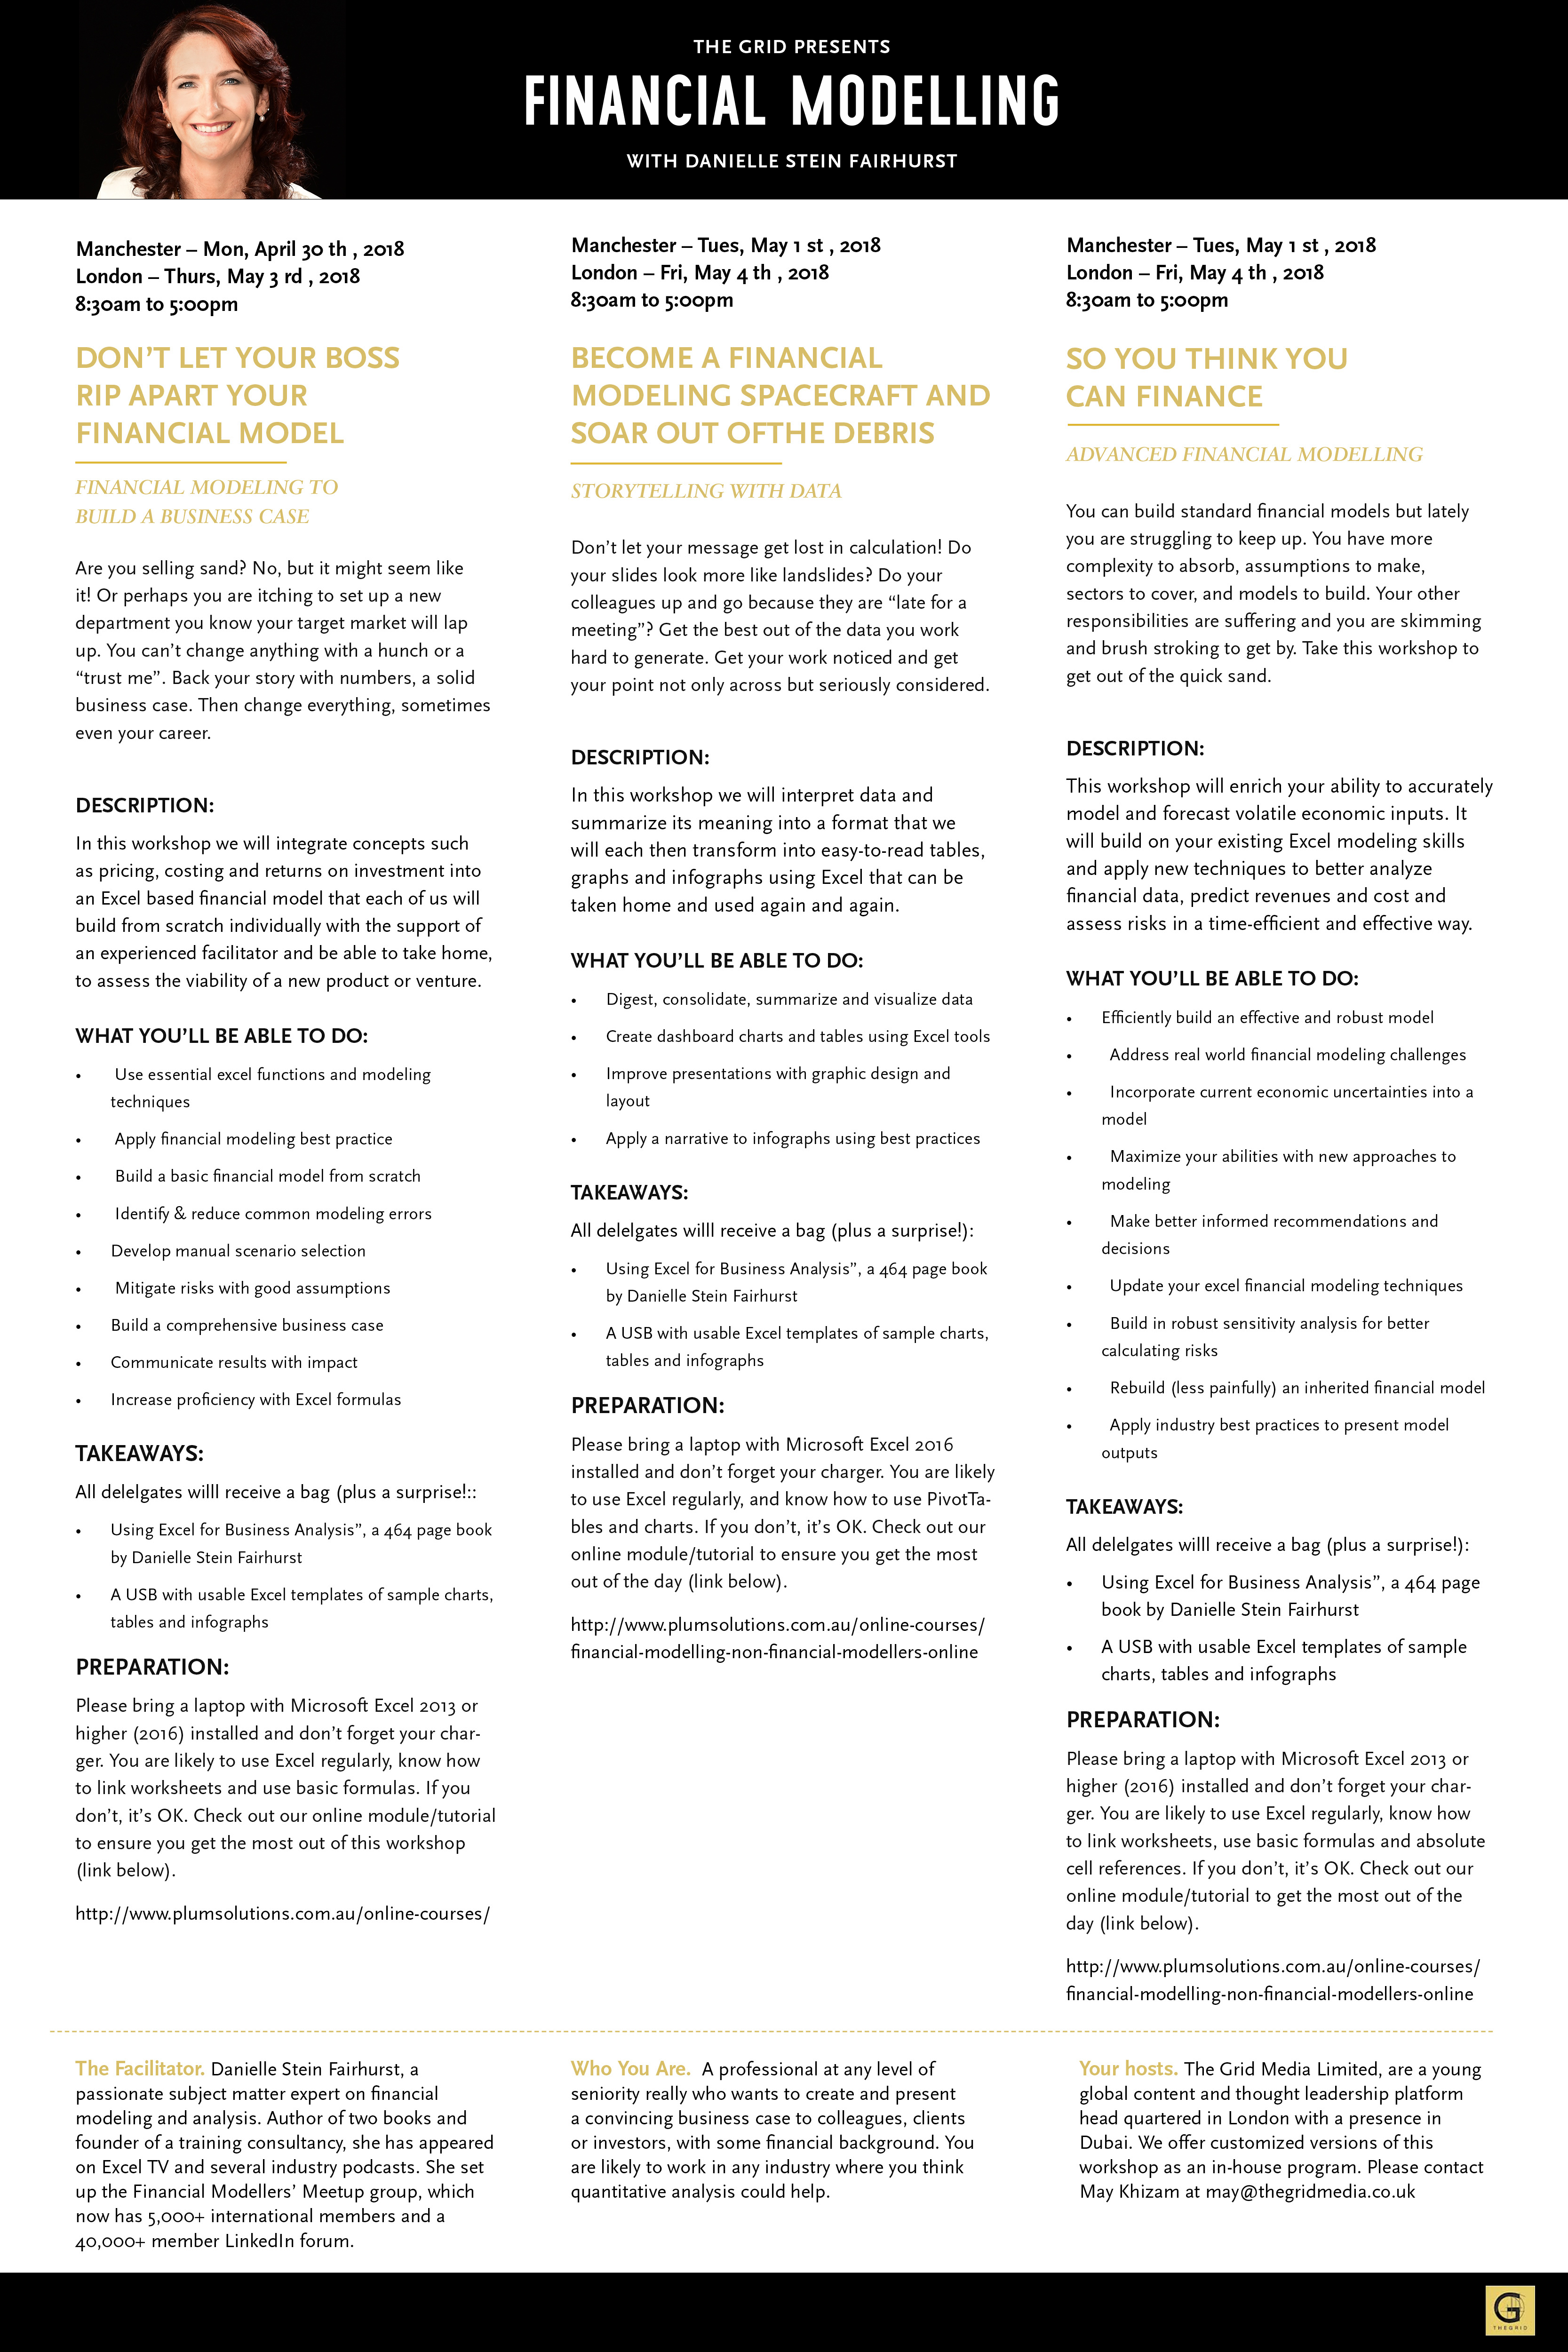 THE GRID PRESENTS
FINANCIAL MODELLING
WITH DANIELLE STEIN FAIRHURST
Manchester – Mon, April 30 th , 2018
London – Thurs, May 3 rd , 2018
8:30am to 5:00pm
DON’T LET YOUR BOSS
RIP APART YOUR
FINANCIAL MODEL
FINANCIAL MODELING TO
BUILD A BUSINESS CASE
Are you selling sand? No, but it might seem like
it! Or perhaps you are itching to set up a new
department you know your target market will lap
up. You can’t change anything with a hunch or a
“trust me”. Back your story with numbers, a solid
business case. Then change everything, sometimes
even your career.
DESCRIPTION:
In this workshop we will integrate concepts such
as pricing, costing and returns on investment into
an Excel based financial model that each of us will
build from scratch individually with the support of
an experienced facilitator and be able to take home,
to assess the viability of a new product or venture.
WHAT YOU’LL BE ABLE TO DO:
• Use essential excel functions and modeling
techniques
• Apply financial modeling best practice
• Build a basic financial model from scratch
• Identify & reduce common modeling errors
• Develop manual scenario selection
• Mitigate risks with good assumptions
• Build a comprehensive business case
• Communicate results with impact
• Increase proficiency with Excel formulas
TAKEAWAYS:
All delelgates willl receive a bag (plus a surprise!::
• Using Excel for Business Analysis”, a 464 page book
by Danielle Stein Fairhurst
• A USB with usable Excel templates of sample charts,
tables and infographs
PREPARATION:
Please bring a laptop with Microsoft Excel 2013 or
higher (2016) installed and don’t forget your char-
ger. You are likely to use Excel regularly, know how
to link worksheets and use basic formulas. If you
don’t, it’s OK. Check out our online module/tutorial
to ensure you get the most out of this workshop
(link below).
http://www.plumsolutions.com.au/online-courses/
Manchester – Tues, May 1 st , 2018
London – Fri, May 4 th , 2018
8:30am to 5:00pm
BECOME A FINANCIAL
MODELING SPACECRAFT AND
SOAR OUT OFTHE DEBRIS
STORYTELLING WITH DATA
Don’t let your message get lost in calculation! Do
your slides look more like landslides? Do your
colleagues up and go because they are “late for a
meeting”? Get the best out of the data you work
hard to generate. Get your work noticed and get
your point not only across but seriously considered.
DESCRIPTION:
In this workshop we will interpret data and
summarize its meaning into a format that we
will each then transform into easy-to-read tables,
graphs and infographs using Excel that can be
taken home and used again and again.
WHAT YOU’LL BE ABLE TO DO:
• Digest, consolidate, summarize and visualize data
• Create dashboard charts and tables using Excel tools
• Improve presentations with graphic design and
layout
• Apply a narrative to infographs using best practices
TAKEAWAYS:
All delelgates willl receive a bag (plus a surprise!):
• Using Excel for Business Analysis”, a 464 page book
by Danielle Stein Fairhurst
• A USB with usable Excel templates of sample charts,
tables and infographs
PREPARATION:
Please bring a laptop with Microsoft Excel 2016
installed and don’t forget your charger. You are likely
to use Excel regularly, and know how to use PivotTa-
bles and charts. If you don’t, it’s OK. Check out our
online module/tutorial to ensure you get the most
out of the day (link below).
http://www.plumsolutions.com.au/online-courses/
financial-modelling-non-financial-modellers-online
Manchester – Tues, May 1 st , 2018
London – Fri, May 4 th , 2018
8:30am to 5:00pm
SO YOU THINK YOU
CAN FINANCE
ADVANCED FINANCIAL MODELLING
You can build standard financial models but lately
you are struggling to keep up. You have more
complexity to absorb, assumptions to make,
sectors to cover, and models to build. Your other
responsibilities are suffering and you are skimming
and brush stroking to get by. Take this workshop to
get out of the quick sand.
DESCRIPTION:
This workshop will enrich your ability to accurately
model and forecast volatile economic inputs. It
will build on your existing Excel modeling skills
and apply new techniques to better analyze
financial data, predict revenues and cost and
assess risks in a time-efficient and effective way.
WHAT YOU’LL BE ABLE TO DO:
• Efficiently build an effective and robust model
• Address real world financial modeling challenges
• Incorporate current economic uncertainties into a
model
• Maximize your abilities with new approaches to
modeling
• Make better informed recommendations and
decisions
• Update your excel financial modeling techniques
• Build in robust sensitivity analysis for better
calculating risks
• Rebuild (less painfully) an inherited financial model
• Apply industry best practices to present model
outputs
TAKEAWAYS:
All delelgates willl receive a bag (plus a surprise!):
• Using Excel for Business Analysis”, a 464 page
book by Danielle Stein Fairhurst
• A USB with usable Excel templates of sample
charts, tables and infographs
PREPARATION:
Please bring a laptop with Microsoft Excel 2013 or
higher (2016) installed and don’t forget your char-
ger. You are likely to use Excel regularly, know how
to link worksheets, use basic formulas and absolute
cell references. If you don’t, it’s OK. Check out our
online module/tutorial to get the most out of the
day (link below).
http://www.plumsolutions.com.au/online-courses/
financial-modelling-non-financial-modellers-online
The Facilitator. Danielle Stein Fairhurst, a
passionate subject matter expert on financial
modeling and analysis. Author of two books and
founder of a training consultancy, she has appeared
on Excel TV and several industry podcasts. She set
up the Financial Modellers’ Meetup group, which
now has 5,000+ international members and a
40,000+ member LinkedIn forum.
Who You Are. A professional at any level of
seniority really who wants to create and present
a convincing business case to colleagues, clients
or investors, with some financial background. You
are likely to work in any industry where you think
quantitative analysis could help.
Your hosts. The Grid Media Limited, are a young
global content and thought leadership platform
head quartered in London with a presence in
Dubai. We offer customized versions of this
workshop as an in-house program. Please contact
May Khizam at may@thegridmedia.co.uk
G
THEGRID